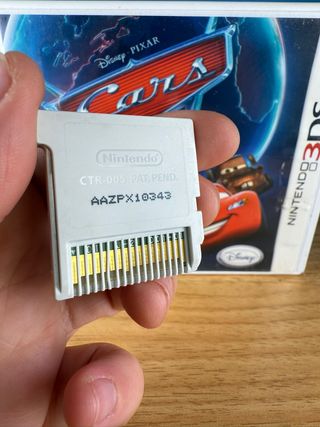 Disney · PIXAR
Cars
Nintendo
CTR-005 PAT. PEND.
AAZPX10343
NINTENDO 3DS
Disney